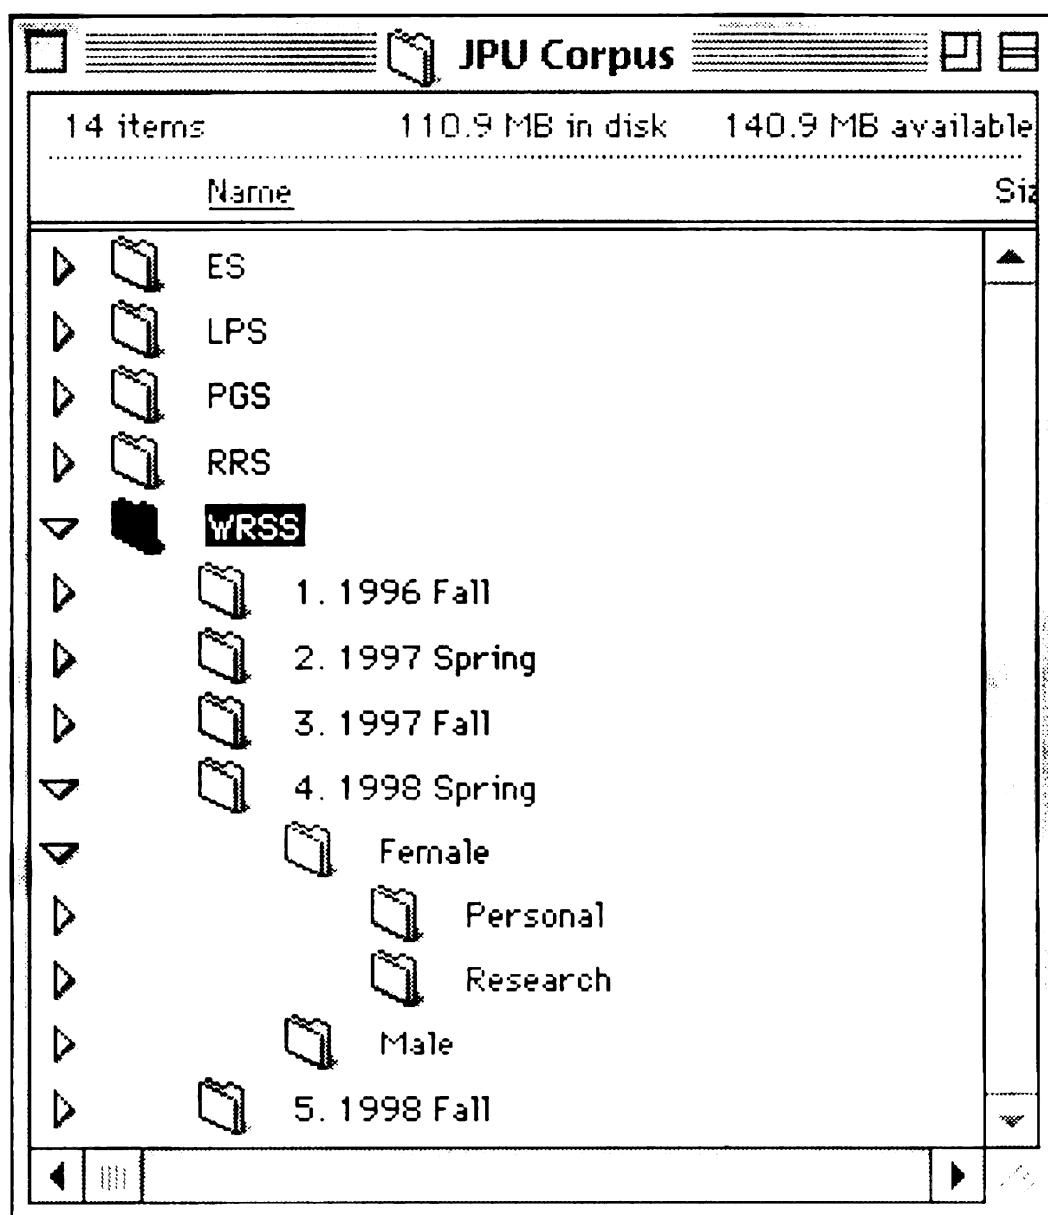 JPU Corpus
14 items 110.9 MB in disk 140.9 MB available
Name Siz
ES
LPS
PGS
RRS
WRSS
1. 1996 Fall
2. 1997 Spring
3. 1997 Fall
4. 1998 Spring
Female
Personal
Research
Male
5. 1998 Fall